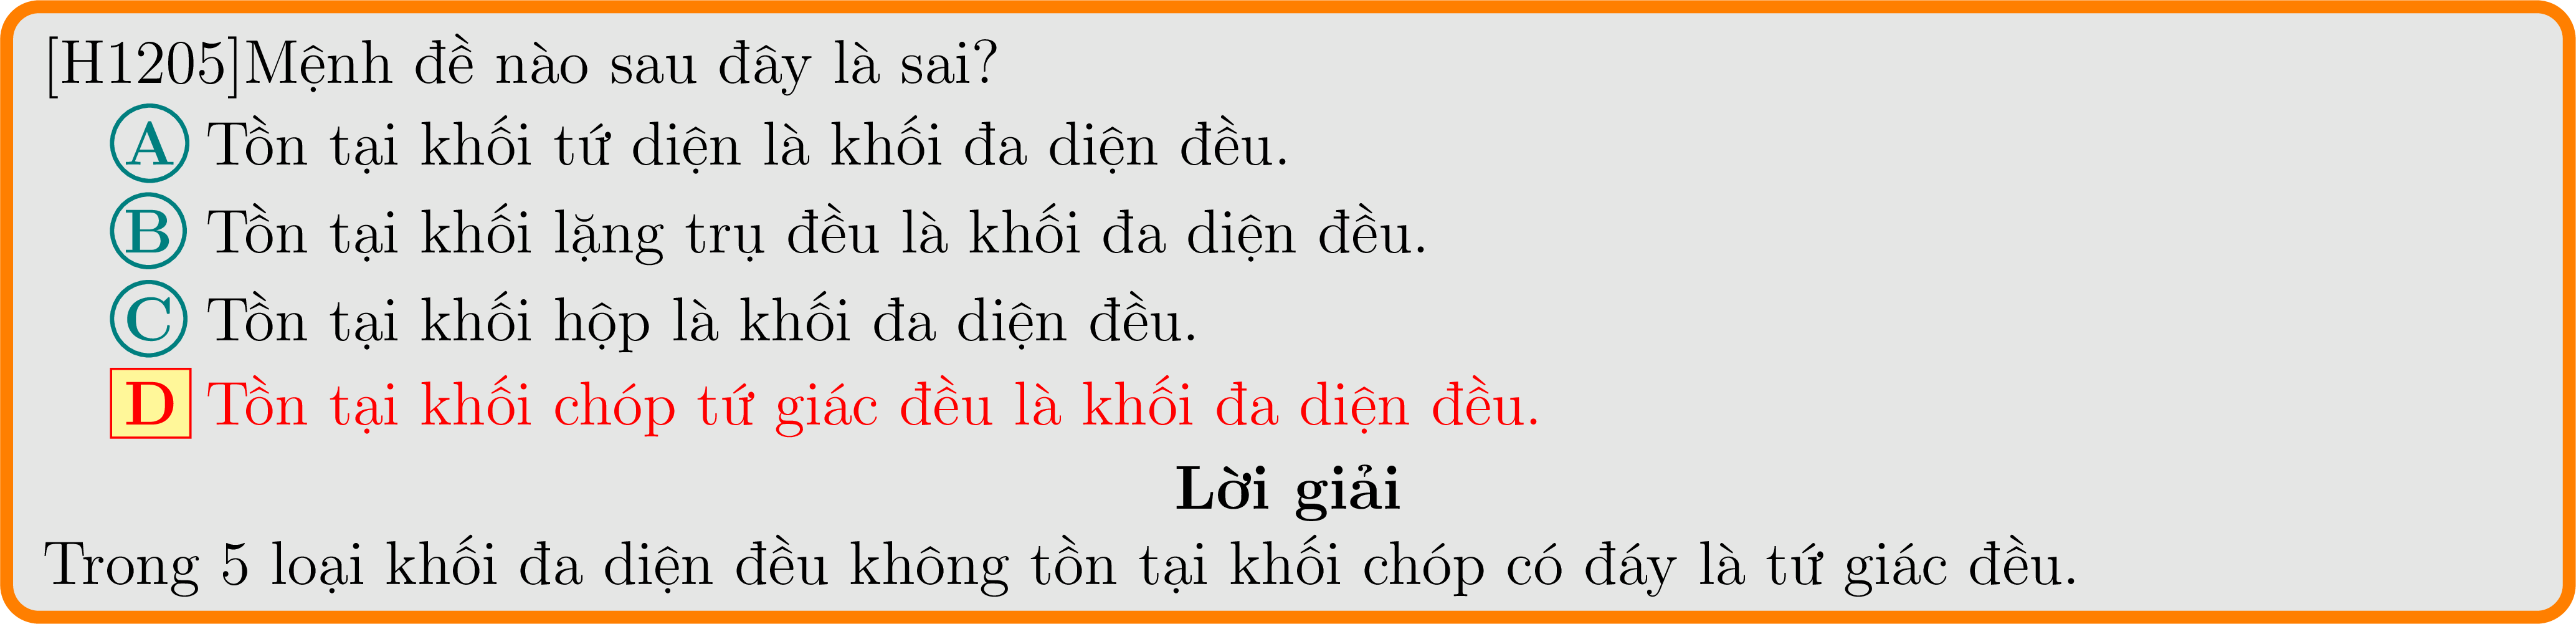 [H1205]Mệnh đề nào sau đây là sai?
A Tồn tại khối tứ diện là khối đa diện đều.
B Tồn tại khối lặng trụ đều là khối đa diện đều.
C Tồn tại khối hộp là khối đa diện đều.
D Tồn tại khối chóp tứ giác đều là khối đa diện đều.
Lời giải
Trong 5 loại khối đa diện đều không tồn tại khối chóp có đáy là tứ giác đều.